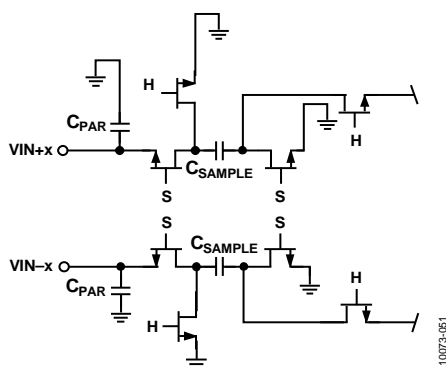 H
C_PAR
VIN+x
C_SAMPLE
H
S
S
S
S
VIN–x
C_SAMPLE
C_PAR
H
H
10073-051